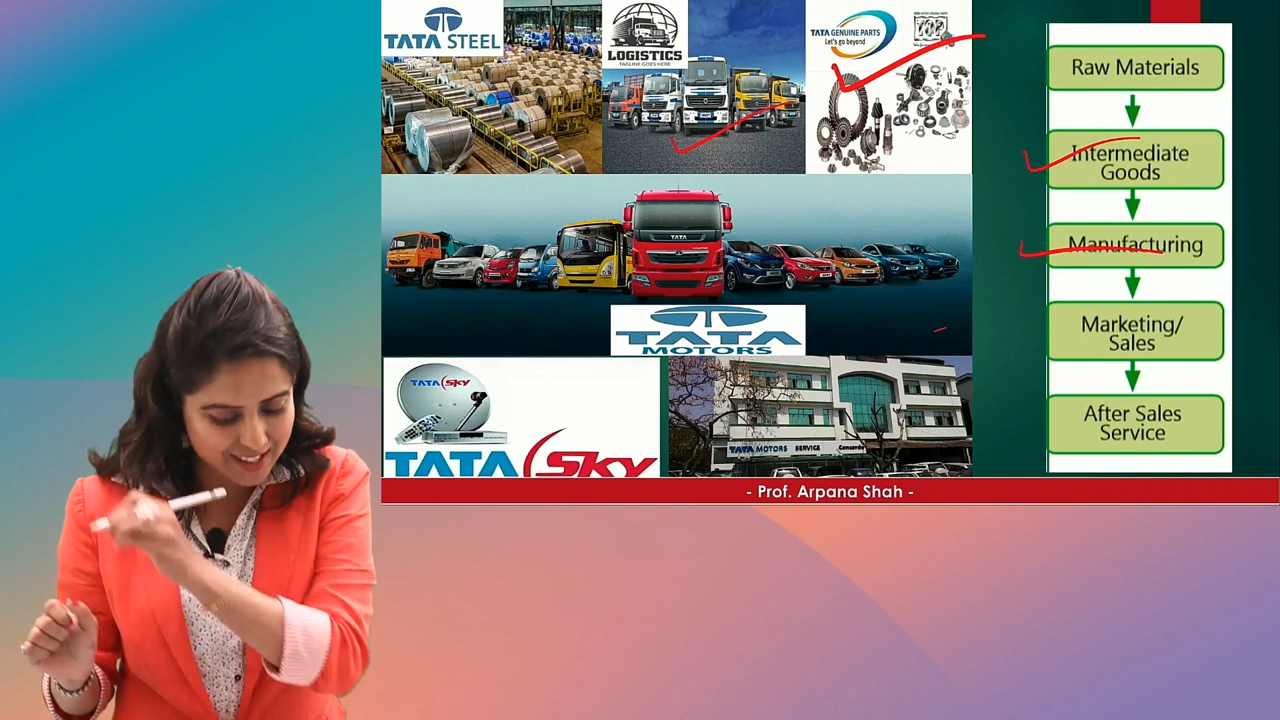 TATA STEEL
LOGISTICS
TAGLINE GOES HERE
TATA GENUINE PARTS
Let's go beyond
TATA
TATA
MOTORS
TATA Sky
TATA Sky
TATA MOTORS SERVICE Concorde
Raw Materials
Intermediate
Goods
Manufacturing
Marketing/
Sales
After Sales
Service
- Prof. Arpana Shah -